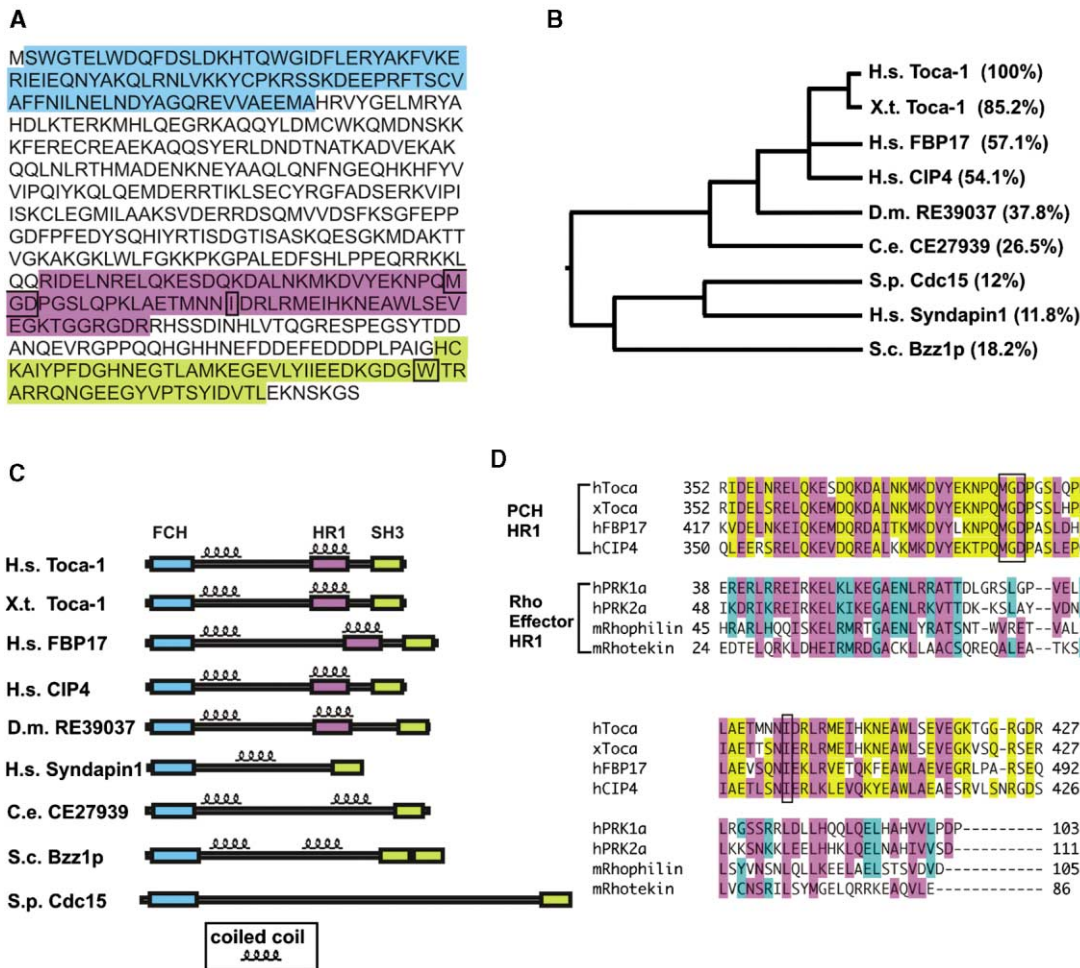 A
MSWGTELWDQFDSLDKHTQWGIDFLERYAKFVKE
RIEIEQNYAKQLRNLVKKYCPKRSSKDEEPRFTSCV
AFFNILNELNDYAGQREVVAEEMAHRVYGELMRYA
HDLKTERKMHLQEGRKAQQYLDMCWKQMDNSKK
KFERECREAEKAQQSYERLDNDTNATKADVEKAK
QQLNLRTHMADENKNEYAAQLQNFNGEQHKHFYV
VIPQIYKQLQEMDERRTIKLSECYRGFADSERKVIPI
ISKCLEGMILAAKSVDERRDSQMVVDSFKSGFEPP
GDFPFEDYSQHIYRTISDGTISASKQESGKMDAKTT
VGKAKGKLWLFGKKPKGPALEDFSHLPPEQRRKKL
QQRIDELNRELQKESDQKDALNKMKDVYEKNPQM
GDPGSLQPKLAETMNNIDRLRMEIHKNEAWLSEV
EGKTGGRGDRRHSSDINHLVTQGRESPEGSYTDD
ANQEVRGPPQQHGHHNEFDDEFEDDDPLPAIGHC
KAIYPFDGHNEGTLAMKEGEVLYIIEEDKGDGWTR
ARRQNGEEGYVPTSYIDVTLEKNSKGS
B
H.s. Toca-1 (100%)
X.t. Toca-1 (85.2%)
H.s. FBP17 (57.1%)
H.s. CIP4 (54.1%)
D.m. RE39037 (37.8%)
C.e. CE27939 (26.5%)
S.p. Cdc15 (12%)
H.s. Syndapin1 (11.8%)
S.c. Bzz1p (18.2%)
C
FCH HR1 SH3
H.s. Toca-1
X.t. Toca-1
H.s. FBP17
H.s. CIP4
D.m. RE39037
H.s. Syndapin1
C.e. CE27939
S.c. Bzz1p
S.p. Cdc15
coiled coil
D
PCH
HR1
hToca 352 RIDELNRELQKESDQKDALNKMKDVYEKNPQMGDPGSLQP
xToca 352 RIDELNRELQKEMDQRDALNKMKDVYEKNPQMGDPSSLHP
hFBP17 417 KVDELNKEIQKEMDQRDAITKMKDVYLKNPQMGDPASLDH
hCIP4 350 QLEERSRELQKEVDQREALKKMKDVYEKTPQMGDPASLEP
Rho
Effector
HR1
hPRK1a 38 ERERLRREIRKELKLKEGAENLRRATTDLGRSLGP--VEL
hPRK2a 48 IKDRIKREIRKELKIKEGAENLRKVTTDK-KSLAY--VDN
mRhophilin 45 HRARLHQQISKELRMRTGAENLYRATSNT-WVRET--VAL
mRhotekin 24 EDTELQRKLDHEIRMRDGACKLLAACSQREQALEA--TKS
hToca LAETMNNIDRLRMEIHKNEAWLSEVEGKTGG-RGDR 427
xToca IAETTSNIERLRMEIHKNEAWLSEVEGKVSQ-RSER 427
hFBP17 LAEVSQNIEKLRVETQKFEAWLAEVEGRLPA-RSEQ 492
hCIP4 IAETLSNIERLKLEVQKYEAWLAEAESRVLSNRGDS 426
hPRK1a LRGSSRRLDLLHQQLQELHAHVVLPDP---------- 103
hPRK2a LKKSNKKLEELHHKLQELNAHIVVSD----------- 111
mRhophilin LSYVNSNLQLLKEELAELSTSVDVD------------ 105
mRhotekin LVCNSRILSYMGELQRRKEAQVLE------------- 86